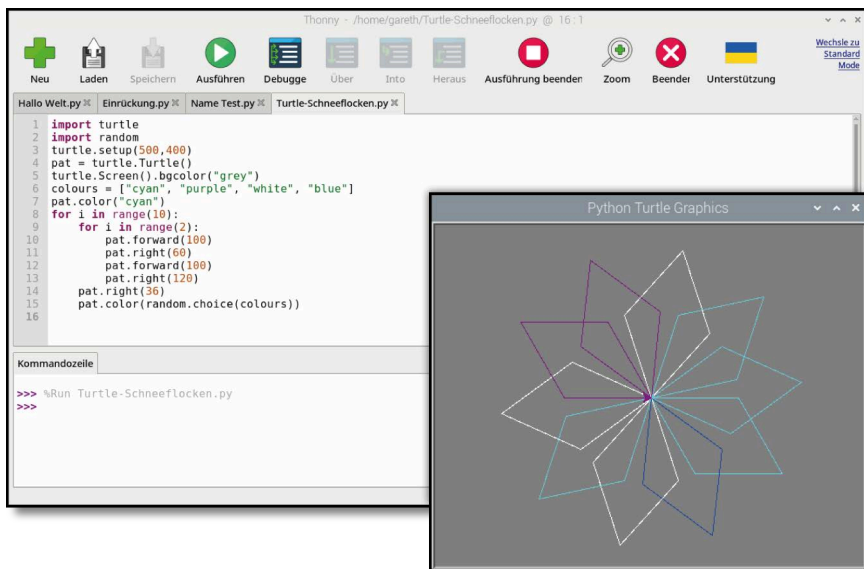 Thonny - /home/gareth/Turtle-Schneeflocken.py @ 16 : 1
Neu Laden Speichern Ausführen Debugge Über Into Heraus Ausführung beenden Zoom Beender Unterstützung
Wechsle zu
Standard
Mode
Hallo Welt.py Einrückung.py Name Test.py Turtle-Schneeflocken.py
1 import turtle
2 import random
3 turtle.setup(500,400)
4 pat = turtle.Turtle()
5 turtle.Screen().bgcolor("grey")
6 colours = ["cyan", "purple", "white", "blue"]
7 pat.color("cyan")
8 for i in range(10):
9     for i in range(2):
10         pat.forward(100)
11         pat.right(60)
12         pat.forward(100)
13         pat.right(120)
14     pat.right(36)
15     pat.color(random.choice(colours))
16
Python Turtle Graphics
Kommandozeile
>>> %Run Turtle-Schneeflocken.py
>>>